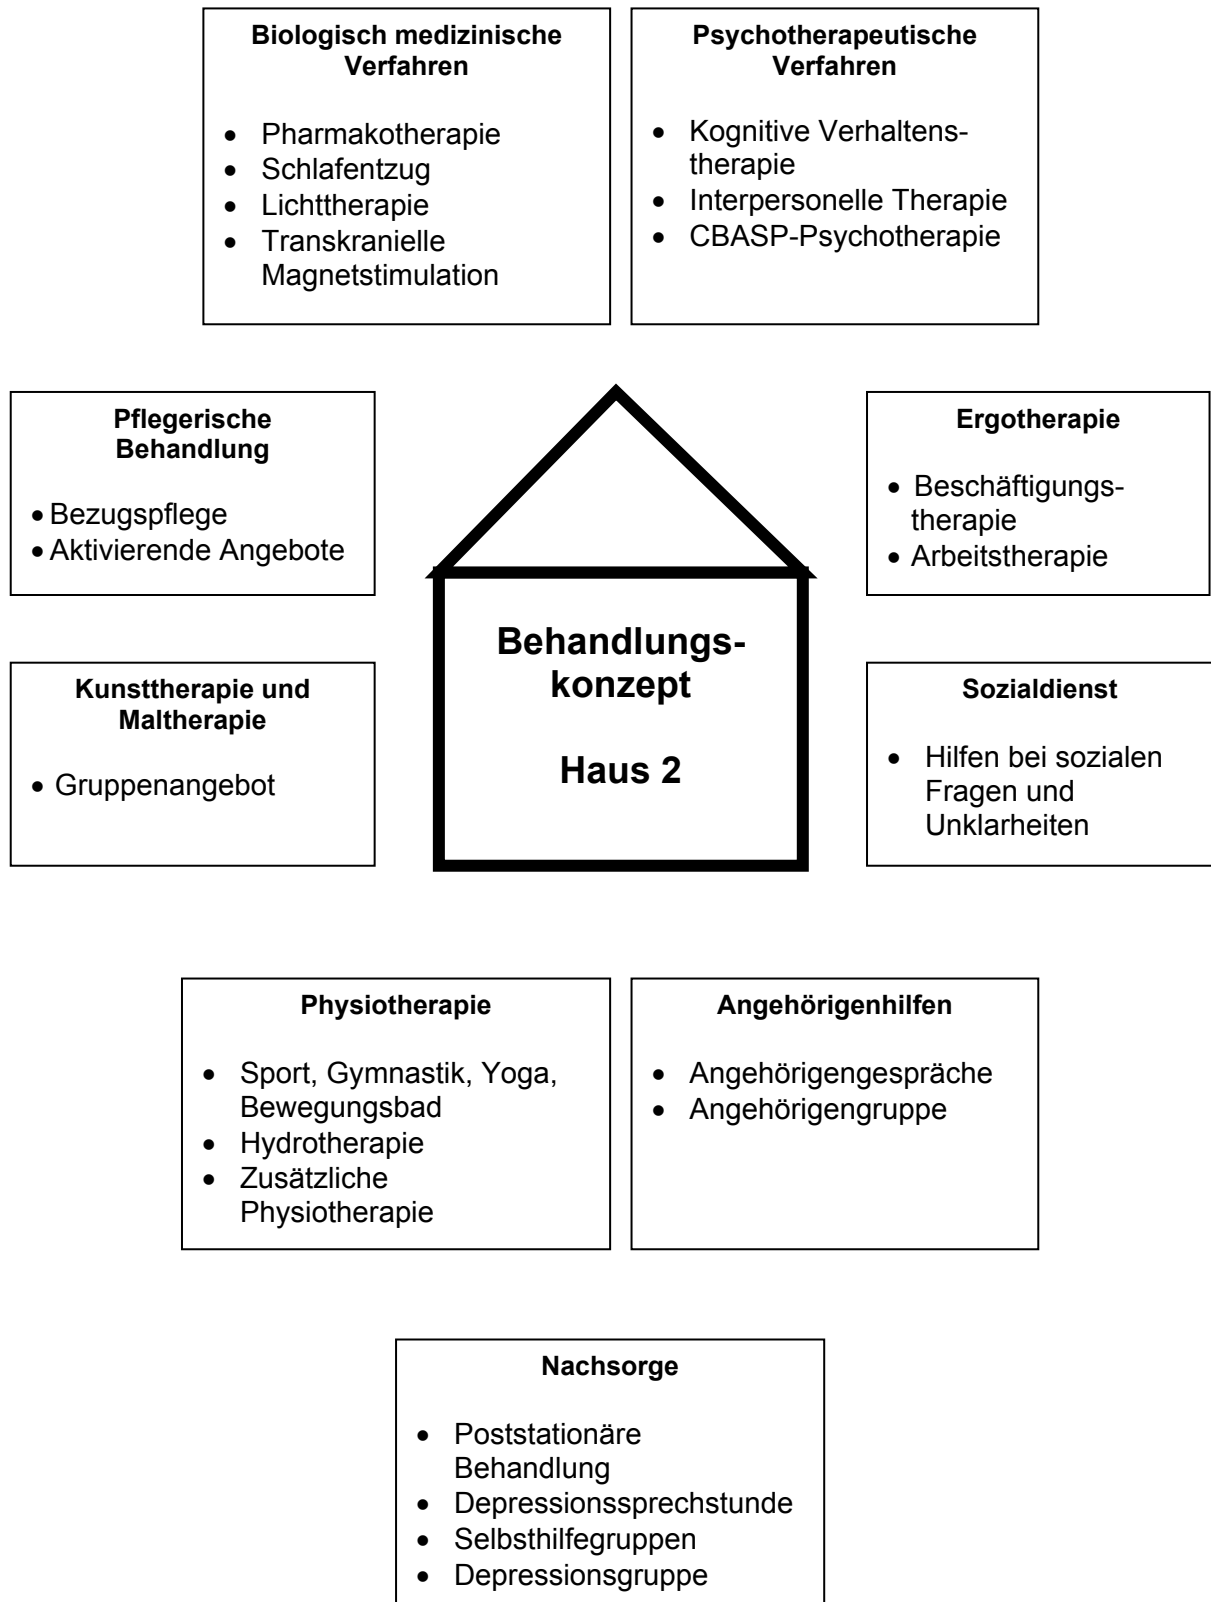 Biologisch medizinische
Verfahren
• Pharmakotherapie
• Schlafentzug
• Lichttherapie
• Transkranielle
Magnetstimulation
Psychotherapeutische
Verfahren
• Kognitive Verhaltens-
therapie
• Interpersonelle Therapie
• CBASP-Psychotherapie
Pflegerische
Behandlung
• Bezugspflege
• Aktivierende Angebote
Ergotherapie
• Beschäftigungs-
therapie
• Arbeitstherapie
Behandlungs-
konzept
Haus 2
Kunsttherapie und
Maltherapie
• Gruppenangebot
Sozialdienst
• Hilfen bei sozialen
Fragen und
Unklarheiten
Physiotherapie
• Sport, Gymnastik, Yoga,
Bewegungsbad
• Hydrotherapie
• Zusätzliche
Physiotherapie
Angehörigenhilfen
• Angehörigengespräche
• Angehörigengruppe
Nachsorge
• Poststationäre
Behandlung
• Depressionssprechstunde
• Selbsthilfegruppen
• Depressionsgruppe